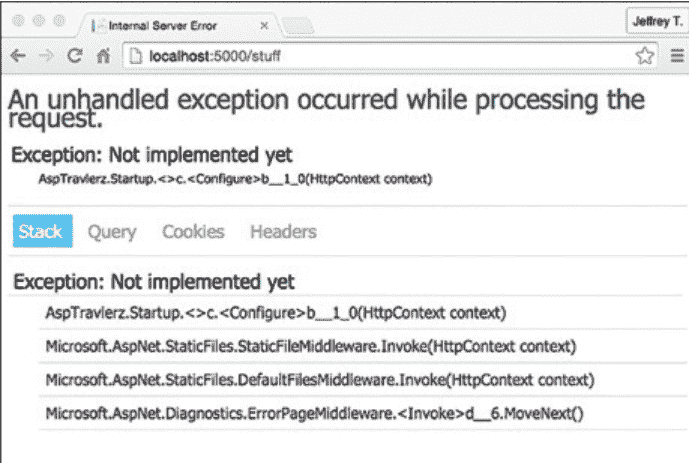 Internal Server Error
Jeffrey T.
localhost:5000/stuff
An unhandled exception occurred while processing the
request.
Exception: Not implemented yet
AspTravlerz.Startup.<>c.<Configure>b__1_0(HttpContext context)
Stack Query Cookies Headers
Exception: Not implemented yet
AspTravlerz.Startup.<>c.<Configure>b__1_0(HttpContext context)
Microsoft.AspNet.StaticFiles.StaticFileMiddleware.Invoke(HttpContext context)
Microsoft.AspNet.StaticFiles.DefaultFilesMiddleware.Invoke(HttpContext context)
Microsoft.AspNet.Diagnostics.ErrorPageMiddleware.<Invoke>d__6.MoveNext()